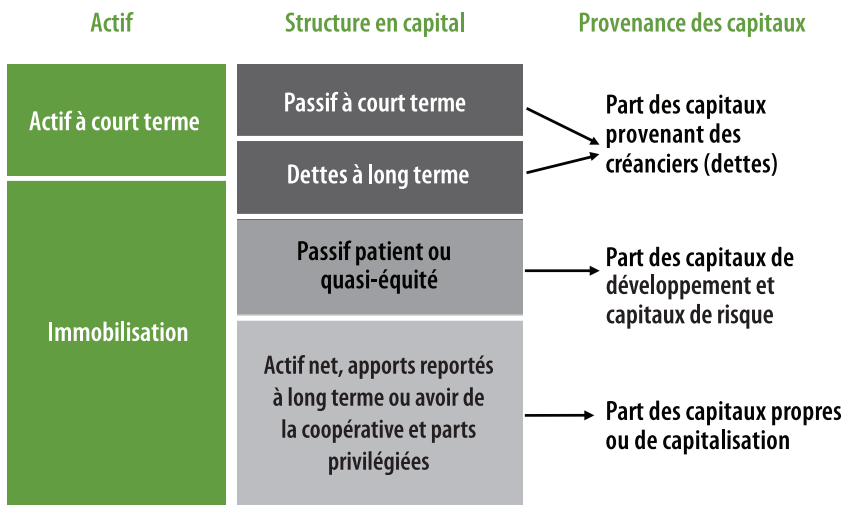 Actif
Structure en capital
Provenance des capitaux
Actif à court terme
Immobilisation
Passif à court terme
Dettes à long terme
Passif patient ou
quasi-équité
Actif net, apports reportés
à long terme ou avoir de
la coopérative et parts
privilégiées
Part des capitaux
provenant des
créanciers (dettes)
Part des capitaux de
développement et
capitaux de risque
Part des capitaux propres
ou de capitalisation